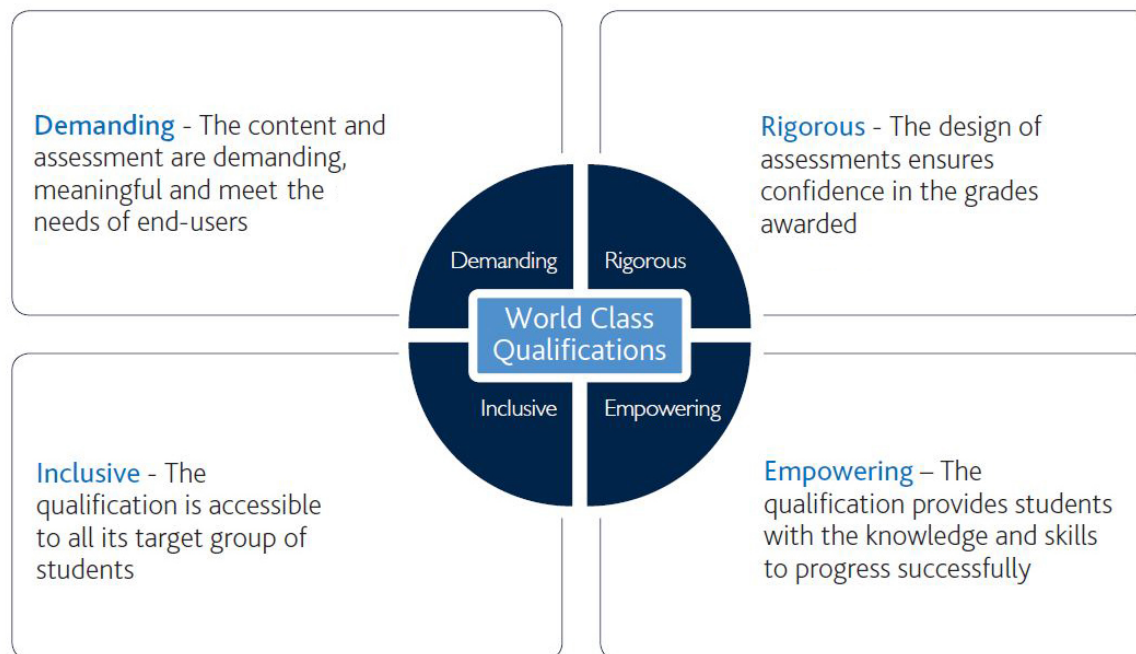 Demanding - The content and
assessment are demanding,
meaningful and meet the
needs of end-users
Rigorous - The design of
assessments ensures
confidence in the grades
awarded
Demanding
Rigorous
World Class
Qualifications
Inclusive
Empowering
Inclusive - The
qualification is accessible
to all its target group of
students
Empowering – The
qualification provides students
with the knowledge and skills
to progress successfully